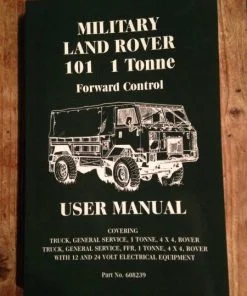 MILITARY
LAND ROVER
101 1 Tonne
Forward Control
USER MANUAL
COVERING
TRUCK, GENERAL SERVICE, 1 TONNE, 4 X 4, ROVER
TRUCK, GENERAL SERVICE, FFR, 1 TONNE, 4 X 4, ROVER
WITH 12 AND 24 VOLT ELECTRICAL EQUIPMENT
Part No. 608239